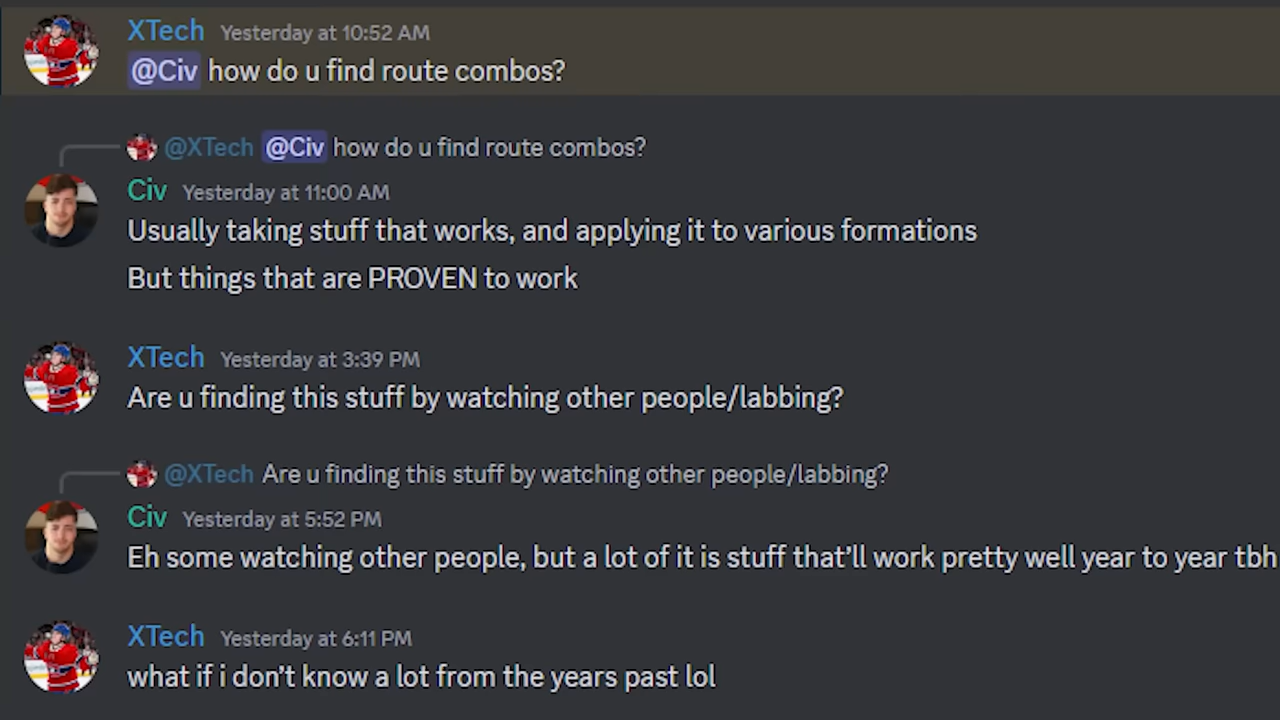 XTech Yesterday at 10:52 AM
@Civ how do u find route combos?
@XTech @Civ how do u find route combos?
Civ Yesterday at 11:00 AM
Usually taking stuff that works, and applying it to various formations
But things that are PROVEN to work
XTech Yesterday at 3:39 PM
Are u finding this stuff by watching other people/labbing?
@XTech Are u finding this stuff by watching other people/labbing?
Civ Yesterday at 5:52 PM
Eh some watching other people, but a lot of it is stuff that’ll work pretty well year to year tbh
XTech Yesterday at 6:11 PM
what if i don’t know a lot from the years past lol